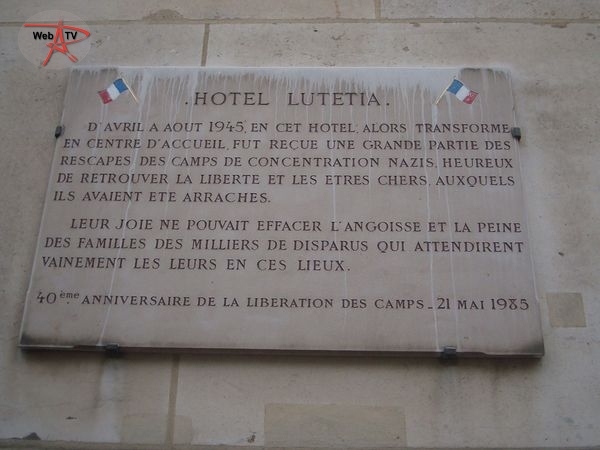 Web TV
.HOTEL LUTETIA.
D'AVRIL A AOUT 1945, EN CET HOTEL, ALORS TRANSFORME
EN CENTRE D'ACCUEIL, FUT REÇUE UNE GRANDE PARTIE DES
RESCAPES DES CAMPS DE CONCENTRATION NAZIS, HEUREUX
DE RETROUVER LA LIBERTE ET LES ETRES CHERS, AUXQUELS
ILS AVAIENT ETE ARRACHES.
LEUR JOIE NE POUVAIT EFFACER L'ANGOISSE ET LA PEINE
DES FAMILLES DES MILLIERS DE DISPARUS QUI ATTENDIRENT
VAINEMENT LES LEURS EN CES LIEUX.
40ème ANNIVERSAIRE DE LA LIBERATION DES CAMPS_21 MAI 1985